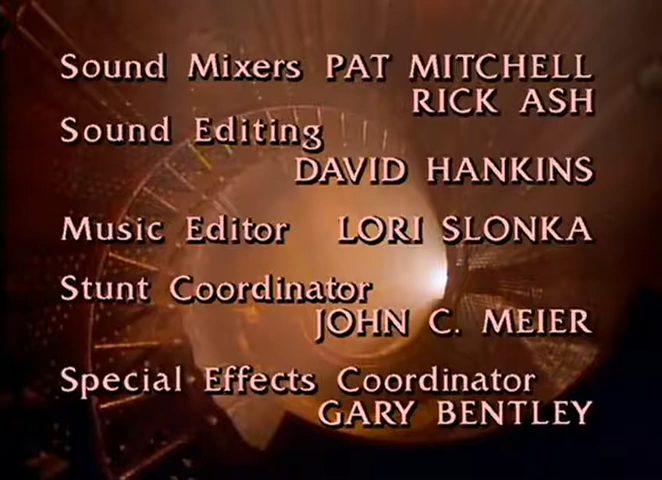 Sound Mixers PAT MITCHELL
RICK ASH
Sound Editing
DAVID HANKINS
Music Editor LORI SLONKA
Stunt Coordinator
JOHN C. MEIER
Special Effects Coordinator
GARY BENTLEY